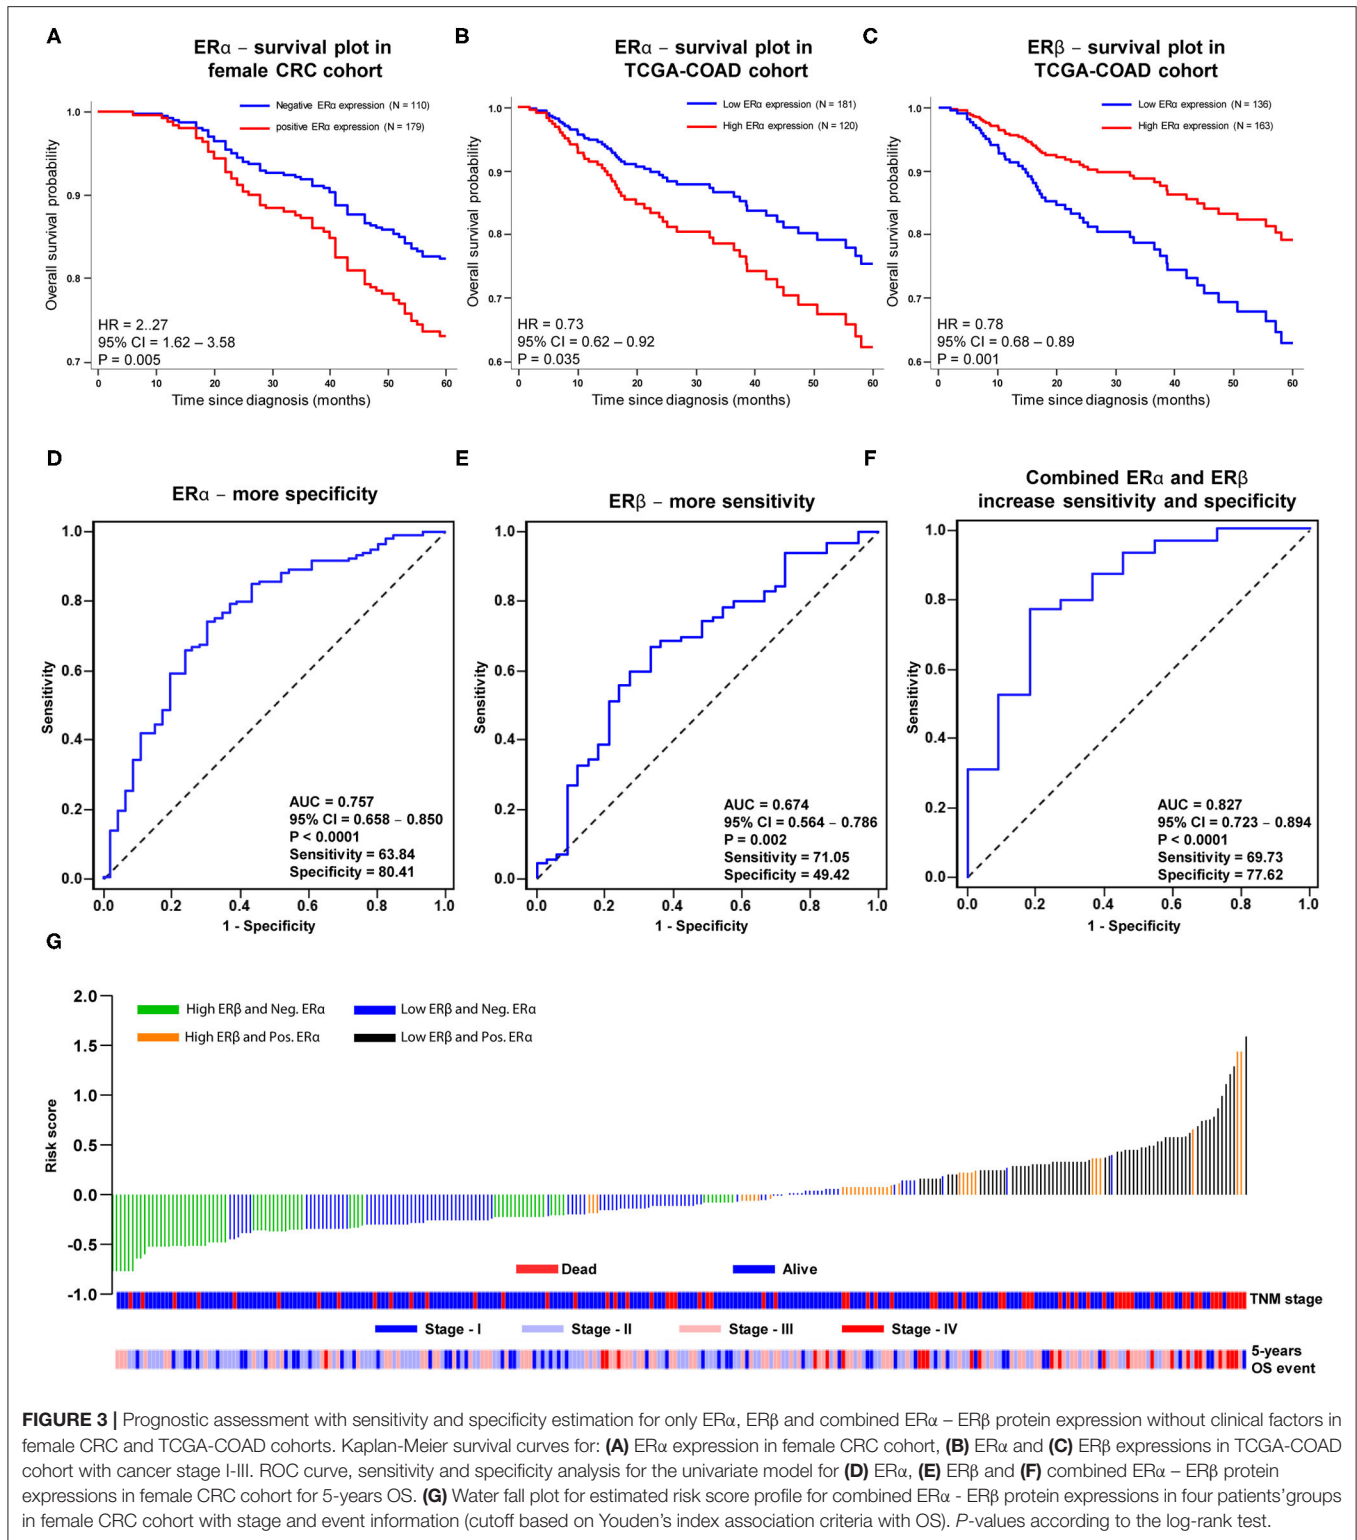 A
ERα – survival plot in
female CRC cohort
Negative ERα expression (N = 110)
positive ERα expression (N = 179)
Overall survival probability
1.0
0.9
0.8
0.7
HR = 2..27
95% CI = 1.62 – 3.58
P = 0.005
0 10 20 30 40 50 60
Time since diagnosis (months)
B
ERα – survival plot in
TCGA-COAD cohort
Low ERα expression (N = 181)
High ERα expression (N = 120)
Overall survival probability
1.0
0.9
0.8
0.7
0.6
HR = 0.73
95% CI = 0.62 – 0.92
P = 0.035
0 10 20 30 40 50 60
Time since diagnosis (months)
C
ERβ – survival plot in
TCGA-COAD cohort
Low ERα expression (N = 136)
High ERα expression (N = 163)
Overall survival probability
1.0
0.9
0.8
0.7
0.6
HR = 0.78
95% CI = 0.68 – 0.89
P = 0.001
0 10 20 30 40 50 60
Time since diagnosis (months)
D
ERα – more specificity
Sensitivity
1.0
0.8
0.6
0.4
0.2
0.0
AUC = 0.757
95% CI = 0.658 – 0.850
P < 0.0001
Sensitivity = 63.84
Specificity = 80.41
0.0 0.2 0.4 0.6 0.8 1.0
1 - Specificity
E
ERβ – more sensitivity
Sensitivity
1.0
0.8
0.6
0.4
0.2
0.0
AUC = 0.674
95% CI = 0.564 – 0.786
P = 0.002
Sensitivity = 71.05
Specificity = 49.42
0.0 0.2 0.4 0.6 0.8 1.0
1 - Specificity
F
Combined ERα and ERβ
increase sensitivity and specificity
Sensitivity
1.0
0.8
0.6
0.4
0.2
0.0
AUC = 0.827
95% CI = 0.723 – 0.894
P < 0.0001
Sensitivity = 69.73
Specificity = 77.62
0.0 0.2 0.4 0.6 0.8 1.0
1 - Specificity
G
Risk score
2.0
1.5
1.0
0.5
0.0
-0.5
-1.0
High ERβ and Neg. ERα
Low ERβ and Neg. ERα
High ERβ and Pos. ERα
Low ERβ and Pos. ERα
Dead
Alive
TNM stage
Stage - I
Stage - II
Stage - III
Stage - IV
5-years
OS event
FIGURE 3 | Prognostic assessment with sensitivity and specificity estimation for only ERα, ERβ and combined ERα – ERβ protein expression without clinical factors in
female CRC and TCGA-COAD cohorts. Kaplan-Meier survival curves for: (A) ERα expression in female CRC cohort, (B) ERα and (C) ERβ expressions in TCGA-COAD
cohort with cancer stage I-III. ROC curve, sensitivity and specificity analysis for the univariate model for (D) ERα, (E) ERβ and (F) combined ERα – ERβ protein
expressions in female CRC cohort for 5-years OS. (G) Water fall plot for estimated risk score profile for combined ERα - ERβ protein expressions in four patients'groups
in female CRC cohort with stage and event information (cutoff based on Youden's index association criteria with OS). P-values according to the log-rank test.